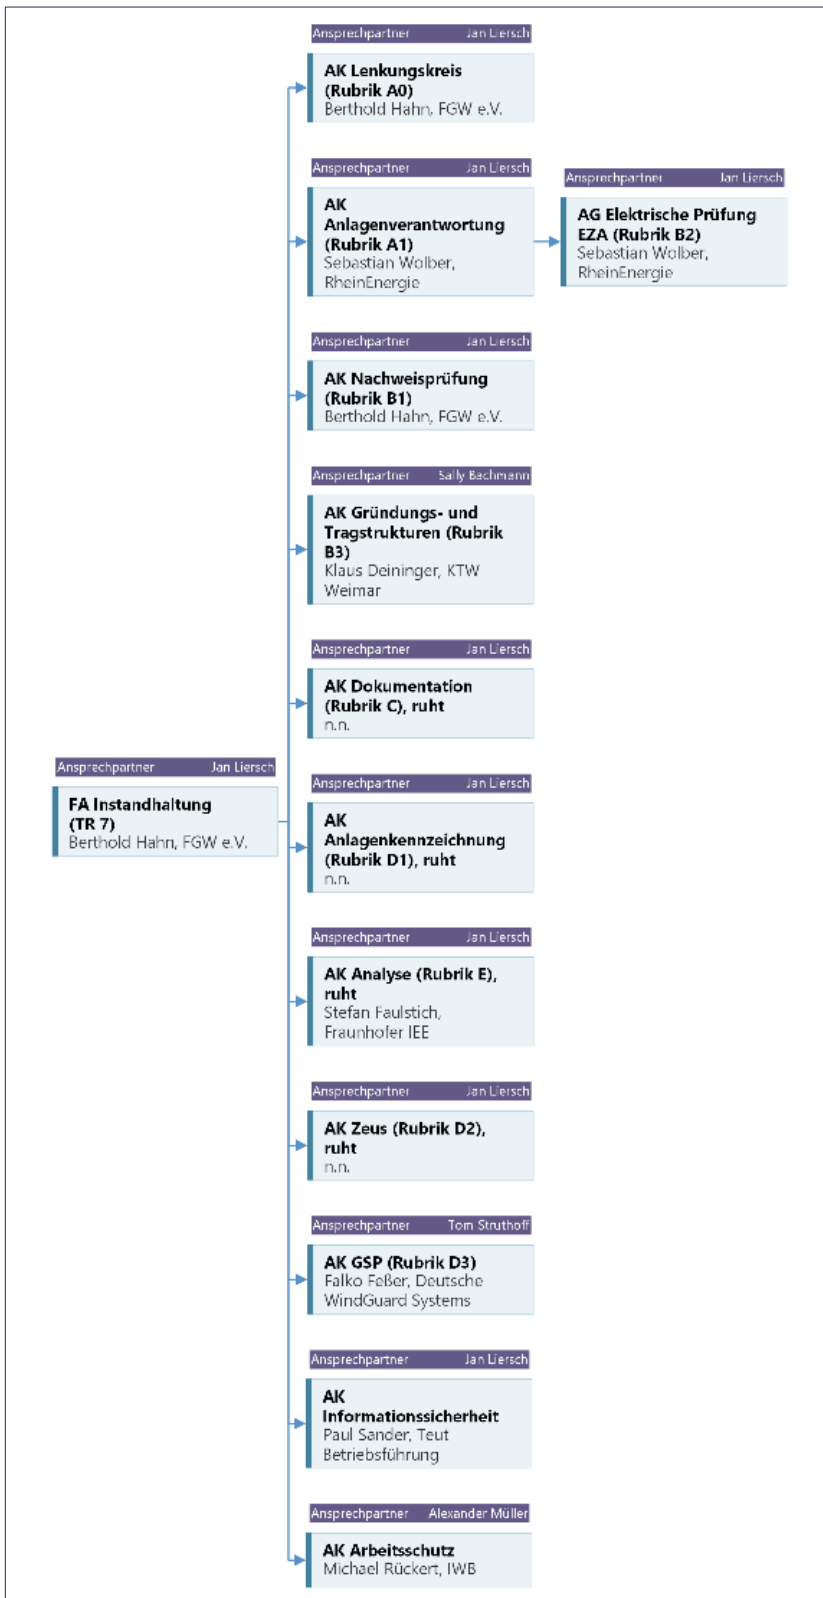 Ansprechpartner Jan Liersch
AK Lenkungskreis
(Rubrik A0)
Berthold Hahn, FGW e.V.
Ansprechpartner Jan Liersch
AK
Anlagenverantwortung
(Rubrik A1)
Sebastian Wolber,
RheinEnergie
Ansprechpartner Jan Liersch
AG Elektrische Prüfung
EZA (Rubrik B2)
Sebastian Wolber,
RheinEnergie
Ansprechpartner Jan Liersch
AK Nachweisprüfung
(Rubrik B1)
Berthold Hahn, FGW e.V.
Ansprechpartner Sally Bachmann
AK Gründungs- und
Tragstrukturen (Rubrik
B3)
Klaus Deininger, KTW
Weimar
Ansprechpartner Jan Liersch
AK Dokumentation
(Rubrik C), ruht
n.n.
Ansprechpartner Jan Liersch
FA Instandhaltung
(TR 7)
Berthold Hahn, FGW e.V.
Ansprechpartner Jan Liersch
AK
Anlagenkennzeichnung
(Rubrik D1), ruht
n.n.
Ansprechpartner Jan Liersch
AK Analyse (Rubrik E),
ruht
Stefan Faulstich,
Fraunhofer IEE
Ansprechpartner Jan Liersch
AK Zeus (Rubrik D2),
ruht
n.n.
Ansprechpartner Tom Struthoff
AK GSP (Rubrik D3)
Falko Feßer, Deutsche
WindGuard Systems
Ansprechpartner Jan Liersch
AK
Informationssicherheit
Paul Sander, Teut
Betriebsführung
Ansprechpartner Alexander Müller
AK Arbeitsschutz
Michael Rückert, IWB